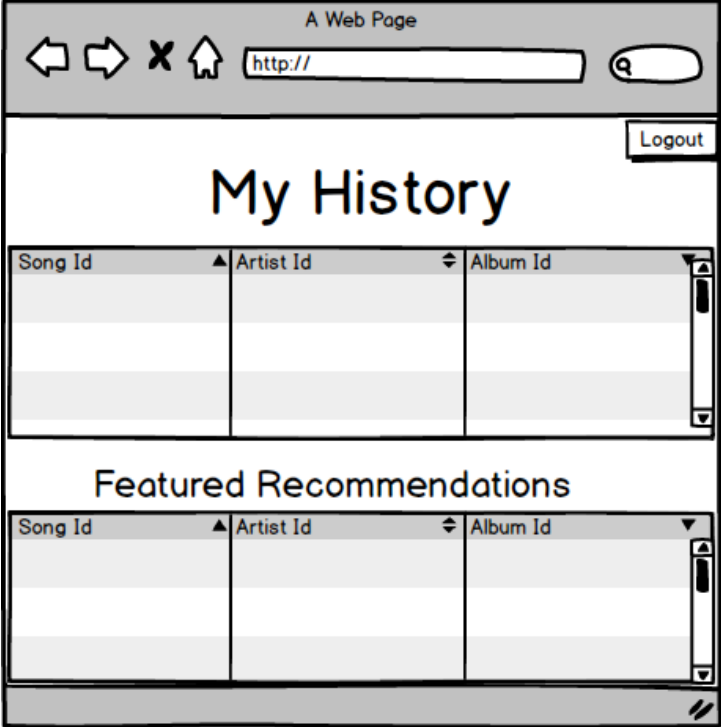 A Web Page
http://
Logout
My History
Song Id Artist Id Album Id
Featured Recommendations
Song Id Artist Id Album Id